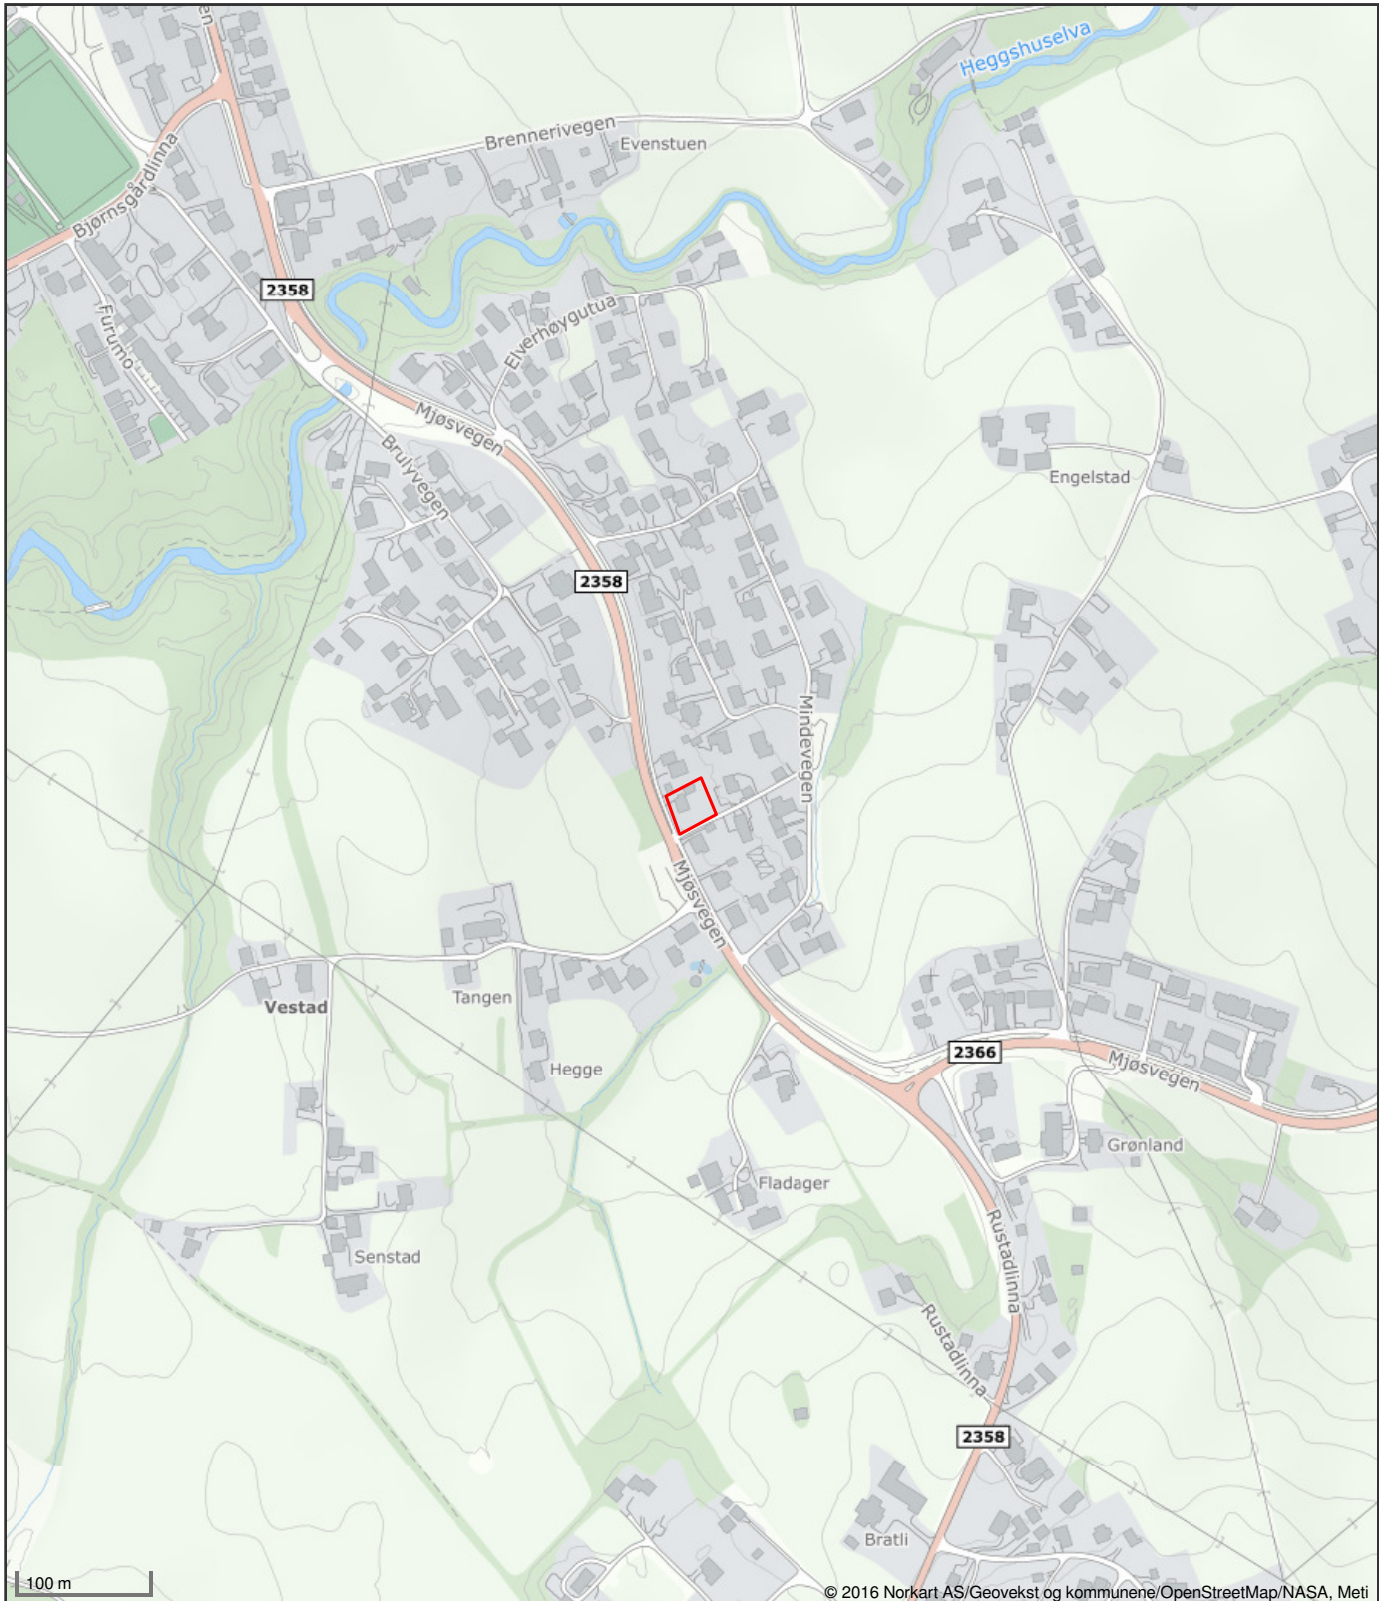 en
Heggshuselva
Brennerivegen
Evenstuen
Bjørnsgårdlinna
2358
Furumo
Elverhøygutua
Mjøsvegen
Brulyvegen
Engelstad
2358
Mindevegen
Mjøsvegen
Vestad
Tangen
Hegge
2366
Mjøsvegen
Grønland
Fladager
Rustadlinna
Senstad
Rustadlinna
2358
Bratli
100 m
© 2016 Norkart AS/Geovekst og kommunene/OpenStreetMap/NASA, Meti